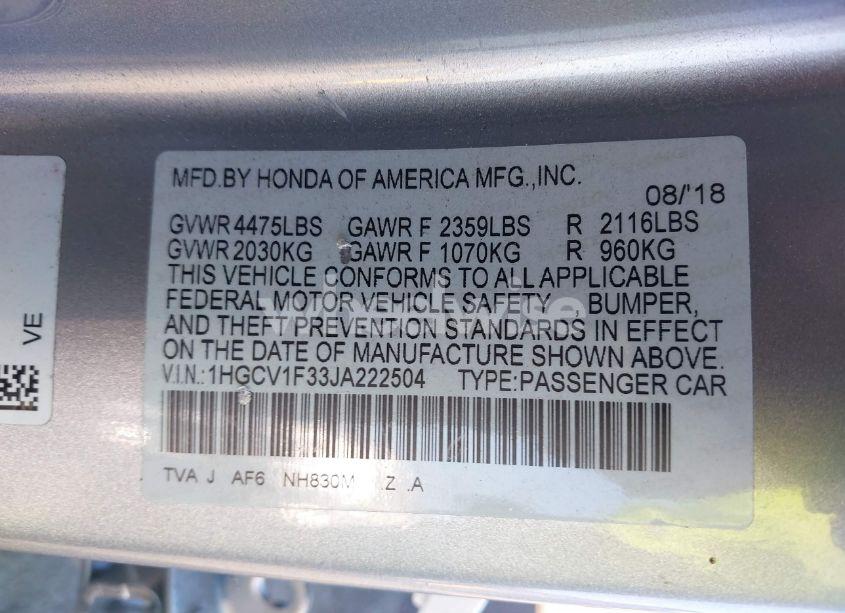 MFD.BY HONDA OF AMERICA MFG.,INC.
08/'18
GVWR 4475LBS GAWR F 2359LBS R 2116LBS
GVWR 2030KG GAWR F 1070KG R 960KG
THIS VEHICLE CONFORMS TO ALL APPLICABLE
FEDERAL MOTOR VEHICLE SAFETY , BUMPER,
AND THEFT PREVENTION STANDARDS IN EFFECT
ON THE DATE OF MANUFACTURE SHOWN ABOVE.
V.I.N.:1HGCV1F33JA222504 TYPE:PASSENGER CAR
TVA J AF6 NH830M Z .A
VE